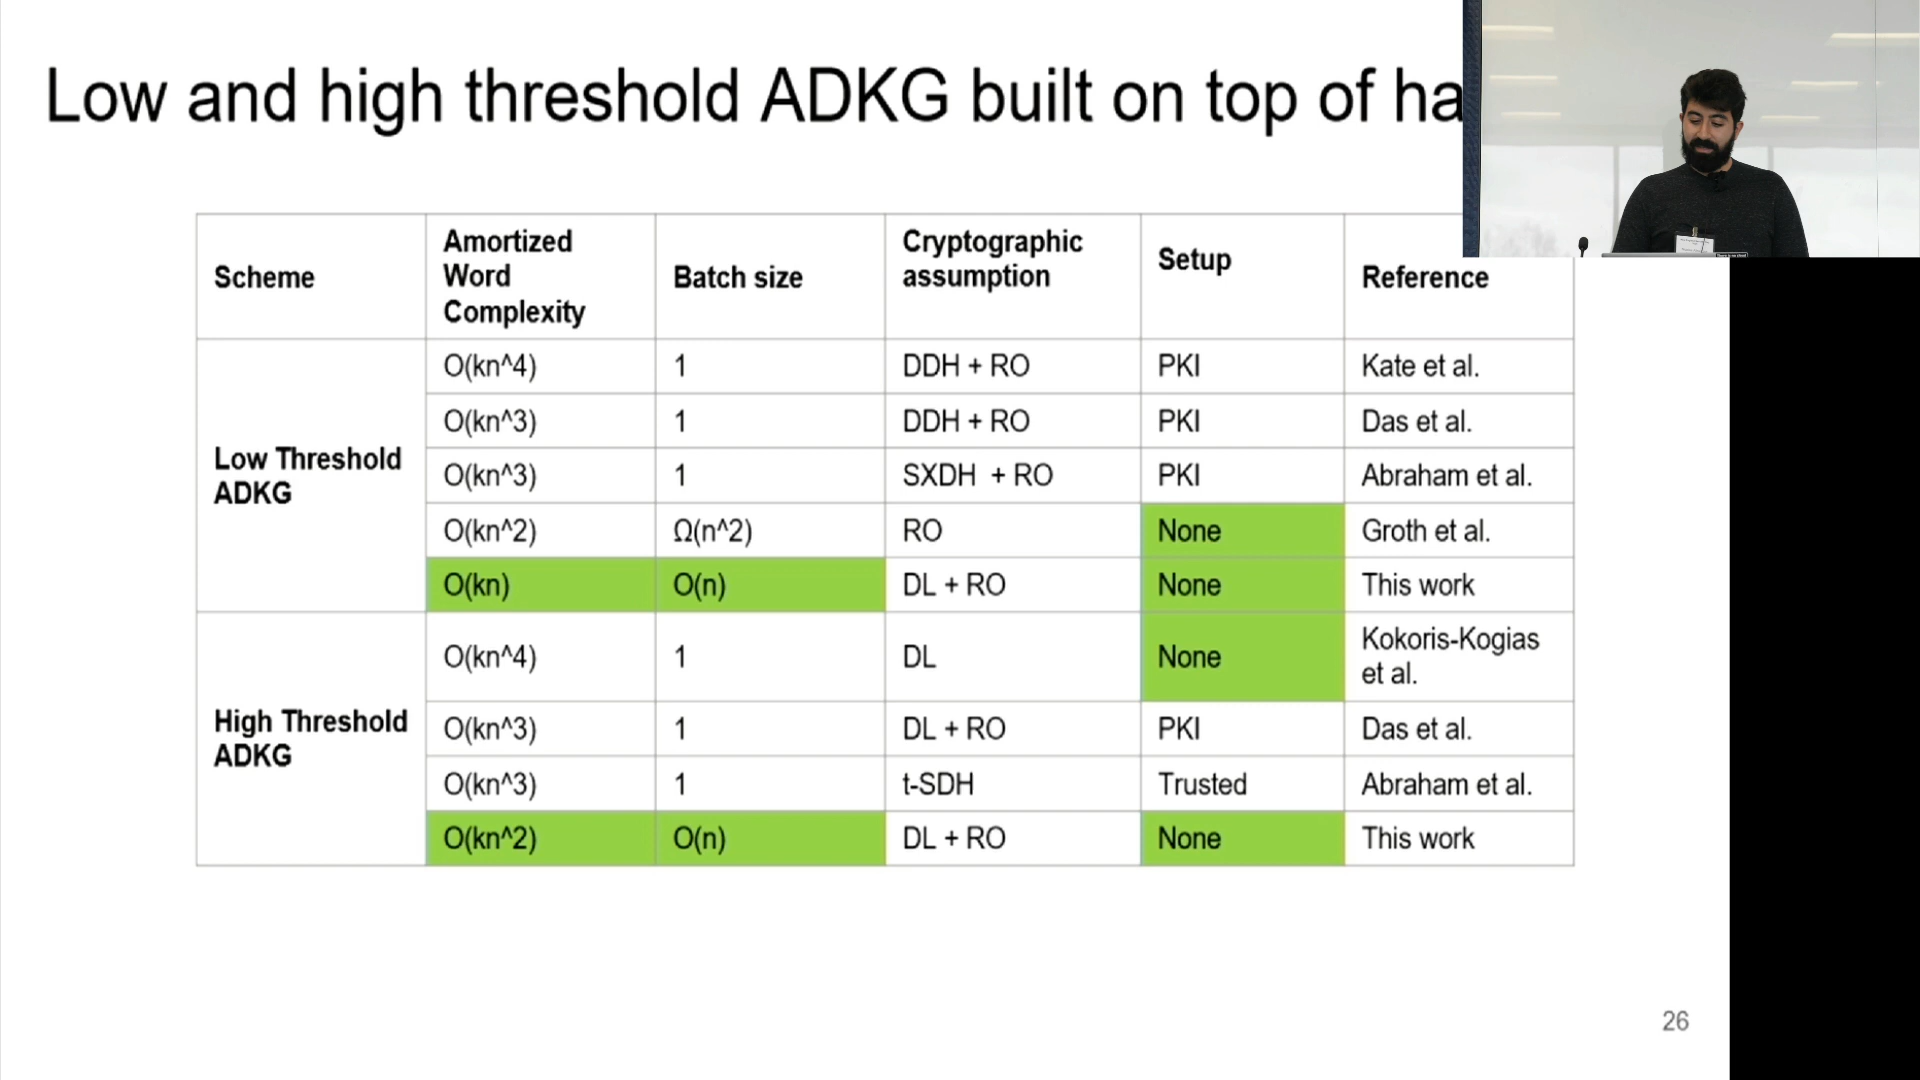 Low and high threshold ADKG built on top of ha
Scheme
Amortized
Word
Complexity
Batch size
Cryptographic
assumption
Setup
Reference
Low Threshold
ADKG
O(kn^4)
1
DDH + RO
PKI
Kate et al.
O(kn^3)
1
DDH + RO
PKI
Das et al.
O(kn^3)
1
SXDH + RO
PKI
Abraham et al.
O(kn^2)
Ω(n^2)
RO
None
Groth et al.
O(kn)
O(n)
DL + RO
None
This work
High Threshold
ADKG
O(kn^4)
1
DL
None
Kokoris-Kogias
et al.
O(kn^3)
1
DL + RO
PKI
Das et al.
O(kn^3)
1
t-SDH
Trusted
Abraham et al.
O(kn^2)
O(n)
DL + RO
None
This work
26